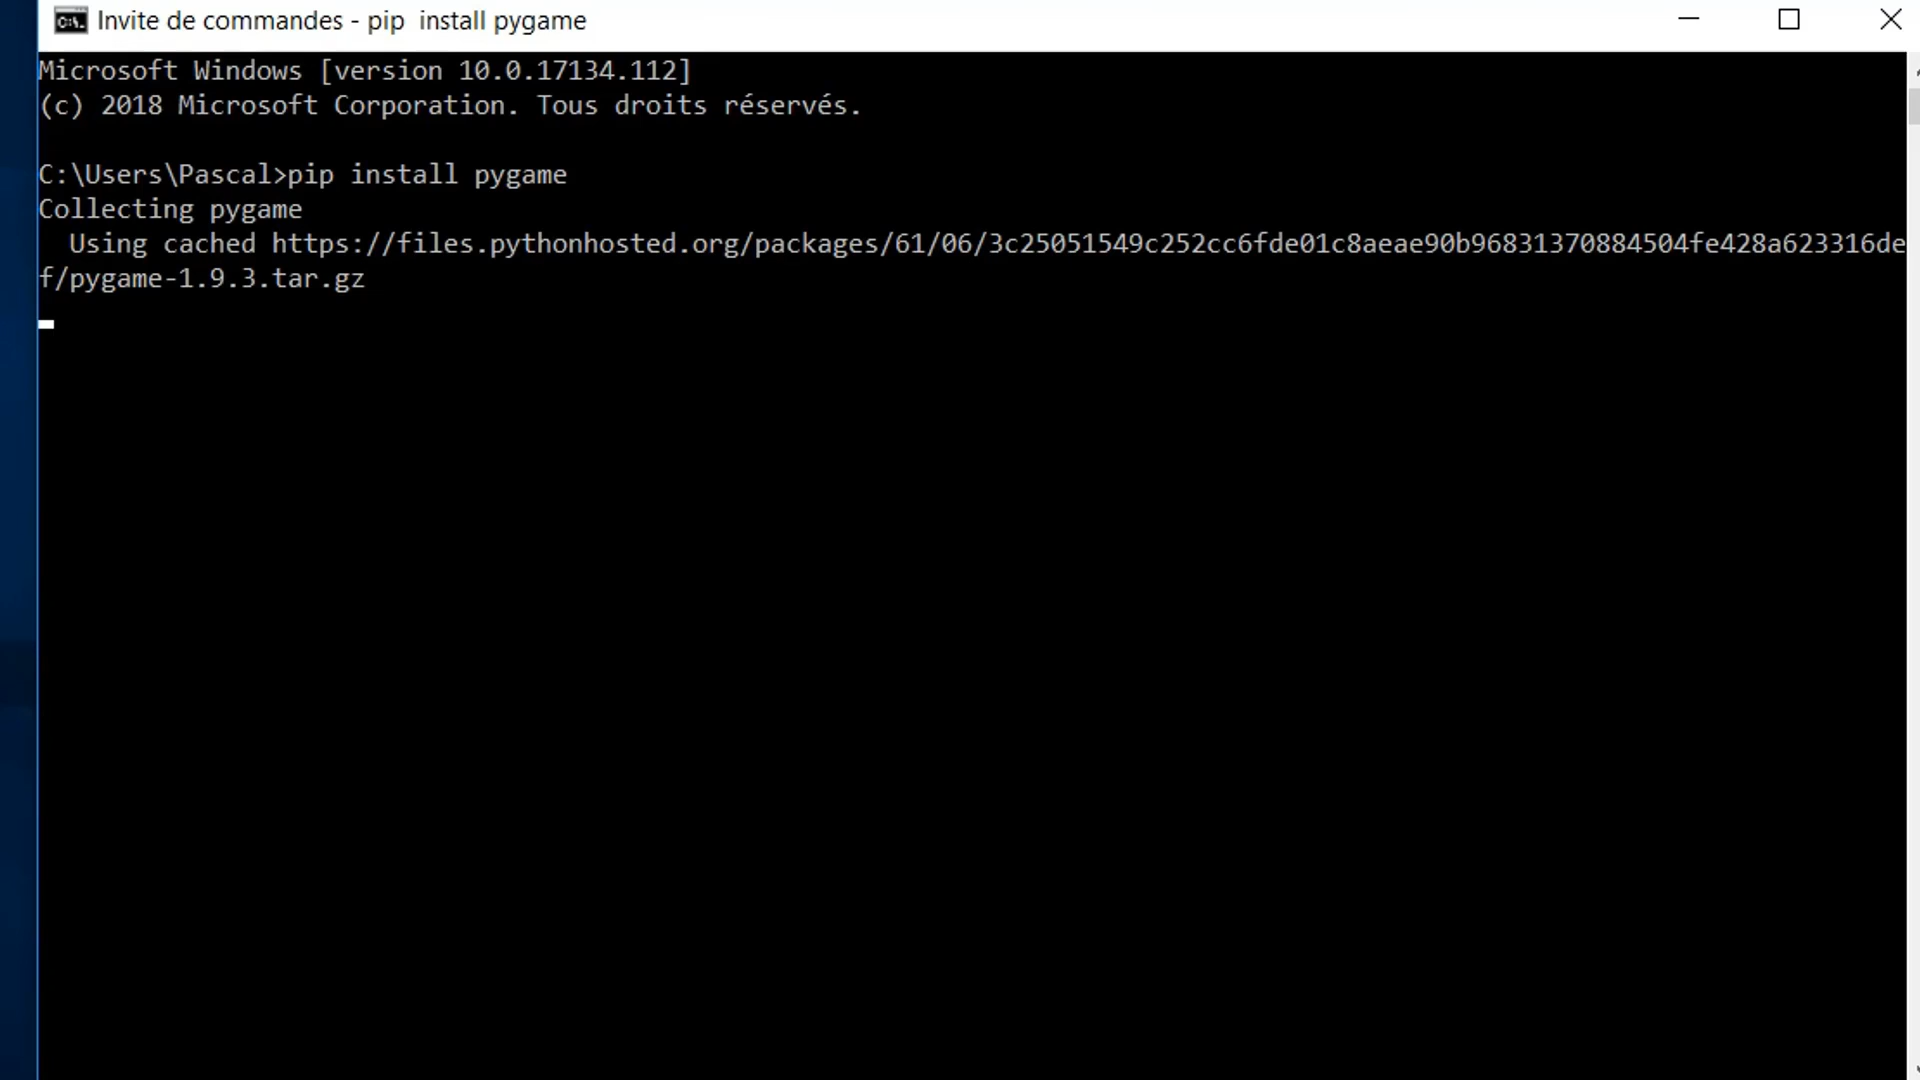 Invite de commandes - pip  install pygame
Microsoft Windows [version 10.0.17134.112]
(c) 2018 Microsoft Corporation. Tous droits réservés.
C:\Users\Pascal>pip install pygame
Collecting pygame
  Using cached https://files.pythonhosted.org/packages/61/06/3c25051549c252cc6fde01c8aeae90b96831370884504fe428a623316de
f/pygame-1.9.3.tar.gz